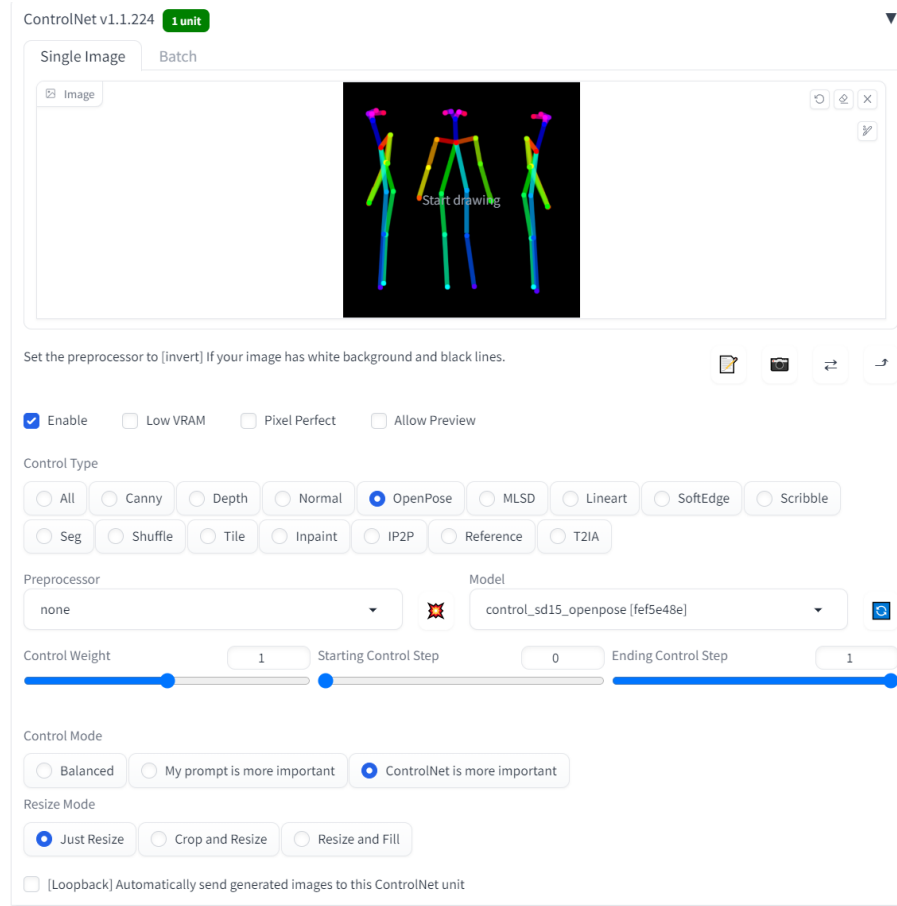 ControlNet v1.1.224 1 unit
Single Image Batch
Image
Start drawing
Set the preprocessor to [invert] If your image has white background and black lines.
Enable Low VRAM Pixel Perfect Allow Preview
Control Type
All Canny Depth Normal OpenPose MLSD Lineart SoftEdge Scribble
Seg Shuffle Tile Inpaint IP2P Reference T2IA
Preprocessor Model
none control_sd15_openpose [fef5e48e]
Control Weight 1 Starting Control Step 0 Ending Control Step 1
Control Mode
Balanced My prompt is more important ControlNet is more important
Resize Mode
Just Resize Crop and Resize Resize and Fill
[Loopback] Automatically send generated images to this ControlNet unit